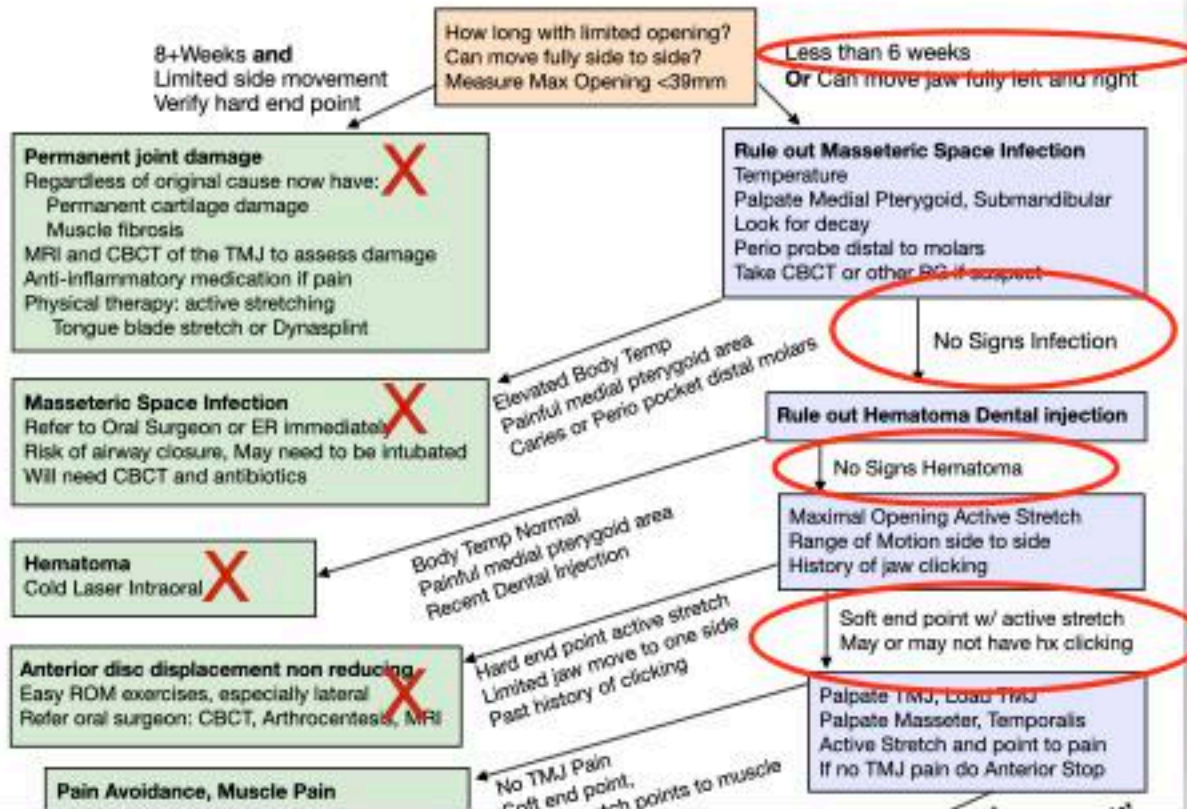 How long with limited opening?
Can move fully side to side?
Measure Max Opening <39mm
8+Weeks and
Limited side movement
Verify hard end point
Less than 6 weeks
Or Can move jaw fully left and right
Permanent joint damage
Regardless of original cause now have:
Permanent cartilage damage
Muscle fibrosis
MRI and CBCT of the TMJ to assess damage
Anti-inflammatory medication if pain
Physical therapy: active stretching
Tongue blade stretch or Dynasplint
X
Rule out Masseteric Space Infection
Temperature
Palpate Medial Pterygoid, Submandibular
Look for decay
Perio probe distal to molars
Take CBCT or other RG if suspect
Elevated Body Temp
Painful medial pterygoid area
Caries or Perio pocket distal molars
No Signs Infection
Masseteric Space Infection
Refer to Oral Surgeon or ER immediately
Risk of airway closure, May need to be intubated
Will need CBCT and antibiotics
X
Rule out Hematoma Dental injection
No Signs Hematoma
Body Temp Normal
Painful medial pterygoid area
Recent Dental Injection
Hematoma
Cold Laser Intraoral
X
Maximal Opening Active Stretch
Range of Motion side to side
History of jaw clicking
Hard end point active stretch
Limited jaw move to one side
Past history of clicking
Soft end point w/ active stretch
May or may not have hx clicking
Anterior disc displacement non reducing
Easy ROM exercises, especially lateral
Refer oral surgeon: CBCT, Arthrocentesis, MRI
X
Palpate TMJ, Load TMJ
Palpate Masseter, Temporalis
Active Stretch and point to pain
If no TMJ pain do Anterior Stop
No TMJ Pain
Soft end point,
points to muscle
Pain Avoidance, Muscle Pain